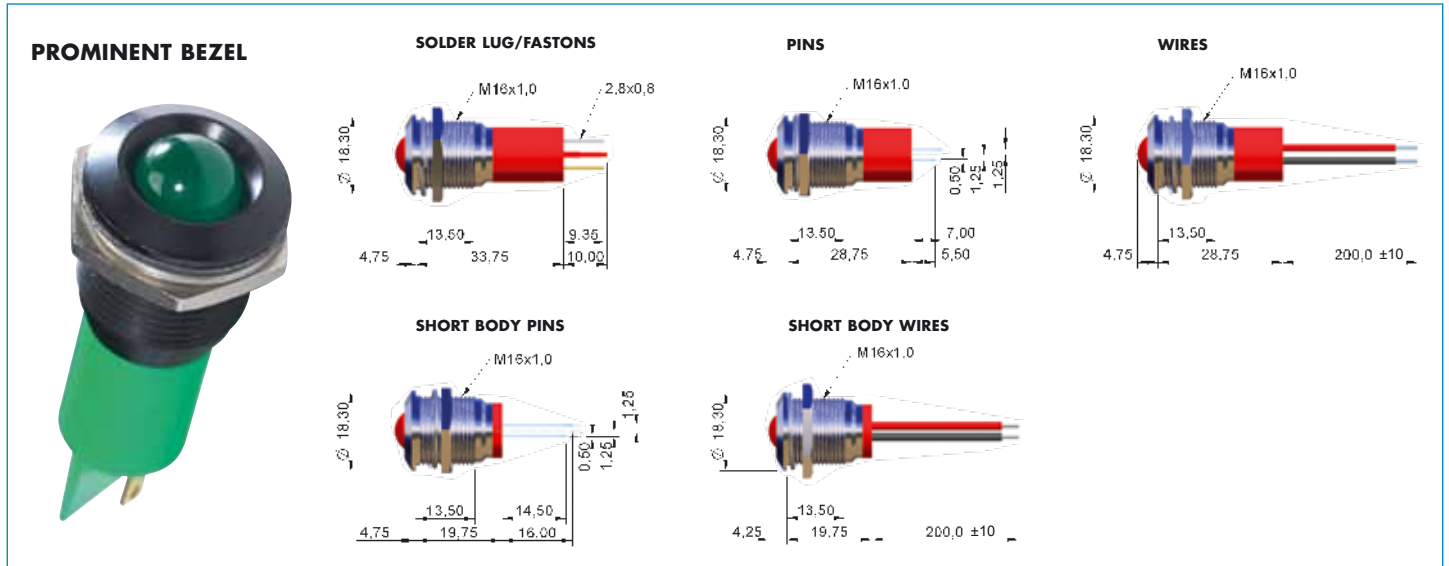 PROMINENT BEZEL
SOLDER LUG/FASTONS
M16x1,0
2,8x0,8
Ø 18,30
13,50
9.35
4,75
33,75
10,00
PINS
M16x1.0
Ø 18,30
0,50
1,25
1,25
13.50
7,00
4.75
28,75
5,50
WIRES
M16x1,0
Ø 18,30
13,50
4,75
28,75
200,0 ±10
SHORT BODY PINS
M16x1,0
Ø 18,30
0,50
1,25
1,25
13,50
14,50
4,75
19,75
16.00
SHORT BODY WIRES
M16x1.0
Ø 18,30
13.50
4,25
19,75
200,0 ±10